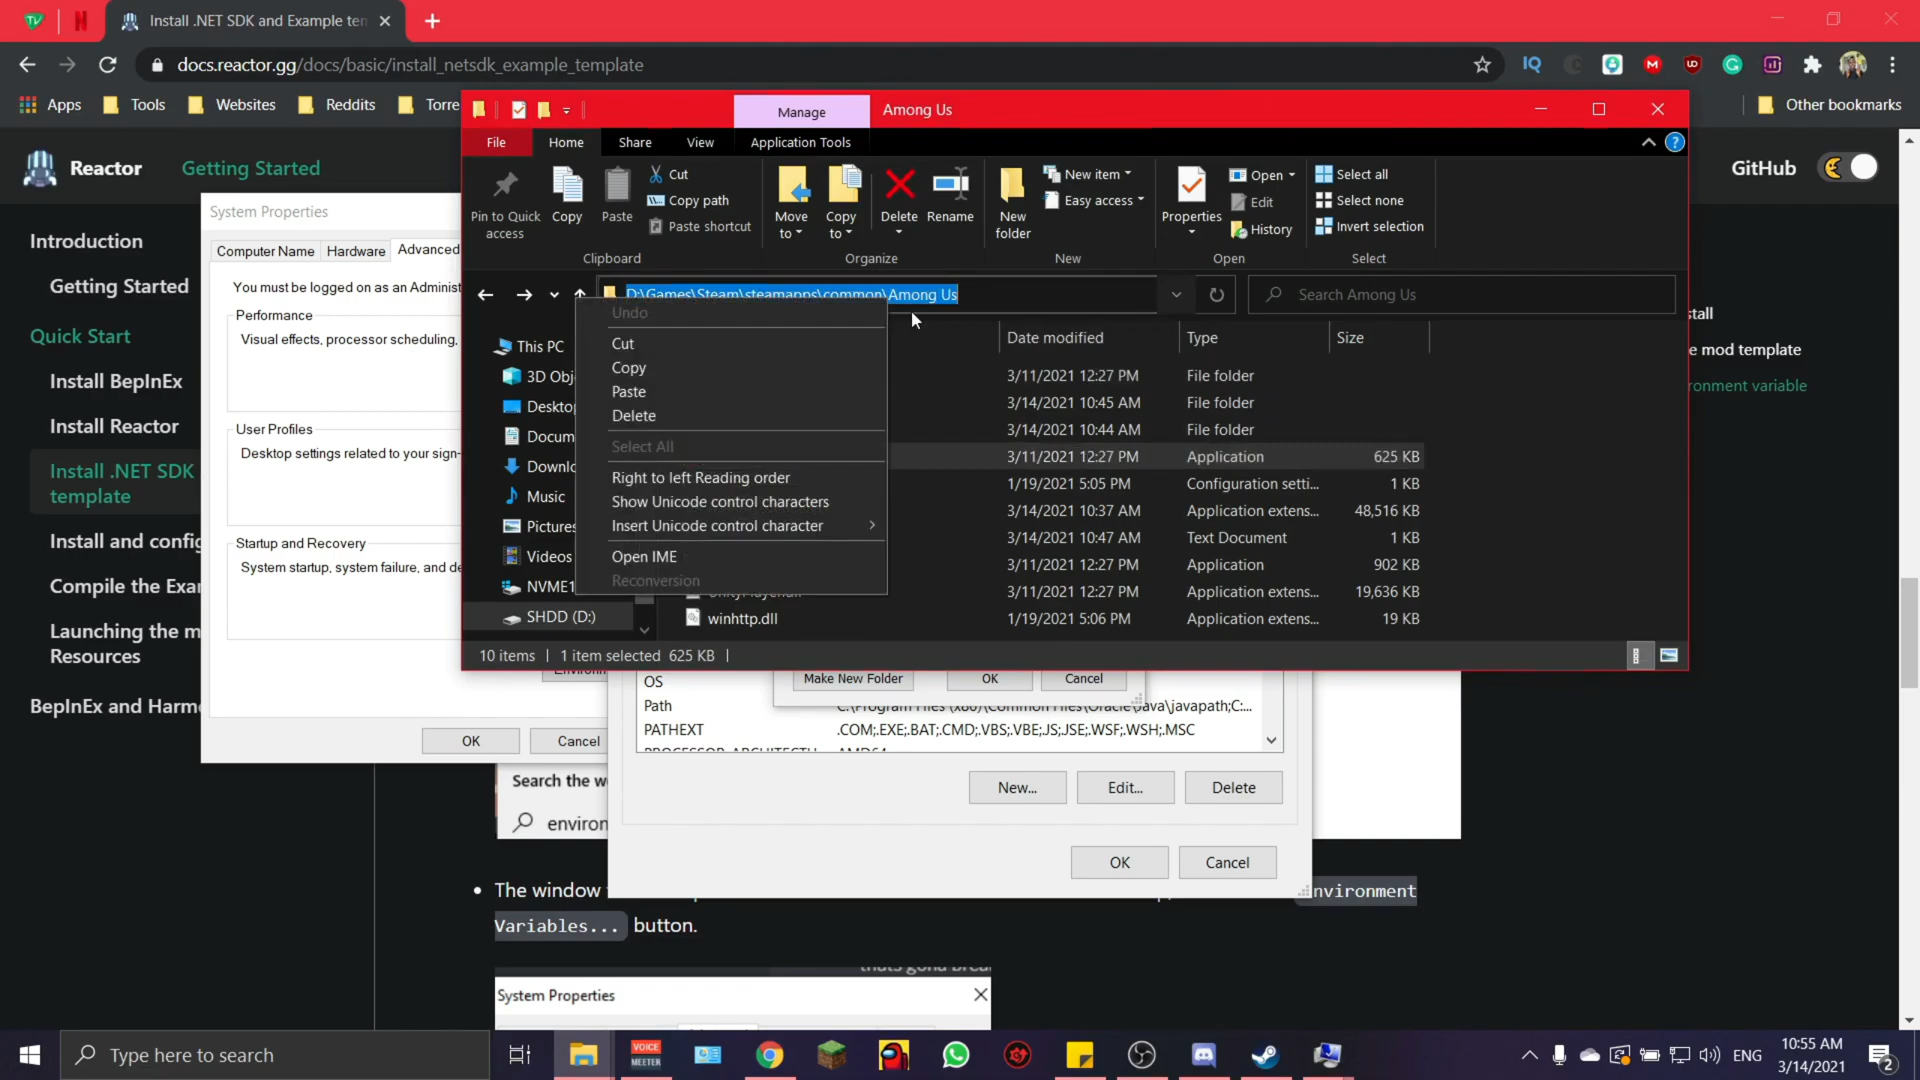 Install .NET SDK and Example ten
docs.reactor.gg/docs/basic/install_netsdk_example_template
Apps
Tools
Websites
Reddits
Torre
Other bookmarks
Manage
Among Us
File
Home
Share
View
Application Tools
Pin to Quick access
Copy
Paste
Cut
Copy path
Paste shortcut
Clipboard
Move to
Copy to
Delete
Rename
Organize
New folder
New item
Easy access
New
Properties
Open
Edit
History
Open
Select all
Select none
Invert selection
Select
D:\Games\Steam\steamapps\common\Among Us
Search Among Us
Undo
Cut
Copy
Paste
Delete
Select All
Right to left Reading order
Show Unicode control characters
Insert Unicode control character
Open IME
Reconversion
This PC
3D Obj
Desktop
Docum
Downlo
Music
Pictures
Videos
NVME1
SHDD (D:)
Date modified
Type
Size
3/11/2021 12:27 PM File folder
3/14/2021 10:45 AM File folder
3/14/2021 10:44 AM File folder
3/11/2021 12:27 PM Application 625 KB
1/19/2021 5:05 PM Configuration setti... 1 KB
3/14/2021 10:37 AM Application extens... 48,516 KB
3/14/2021 10:47 AM Text Document 1 KB
3/11/2021 12:27 PM Application 902 KB
3/11/2021 12:27 PM Application extens... 19,636 KB
winhttp.dll 1/19/2021 5:06 PM Application extens... 19 KB
10 items
1 item selected 625 KB
Reactor
Getting Started
GitHub
Introduction
Getting Started
Quick Start
Install BepInEx
Install Reactor
Install .NET SDK
template
Install and config
Compile the Exar
Launching the m
Resources
BepInEx and Harmo
System Properties
Computer Name
Hardware
Advanced
You must be logged on as an Administ
Performance
Visual effects, processor scheduling,
User Profiles
Desktop settings related to your sign-
Startup and Recovery
System startup, system failure, and de
OK
Cancel
Make New Folder
OK
Cancel
OS
Path C:\Program Files (x86)\Common Files\Oracle\Java\javapath;C:...
PATHEXT .COM;.EXE;.BAT;.CMD;.VBS;.VBE;.JS;.JSE;.WSF;.WSH;.MSC
New...
Edit...
Delete
OK
Cancel
stall
e mod template
ronment variable
Search the w
environ
The window
nvironment
Variables... button.
System Properties
Type here to search
VOICE
MEETER
ENG
10:55 AM
3/14/2021
2